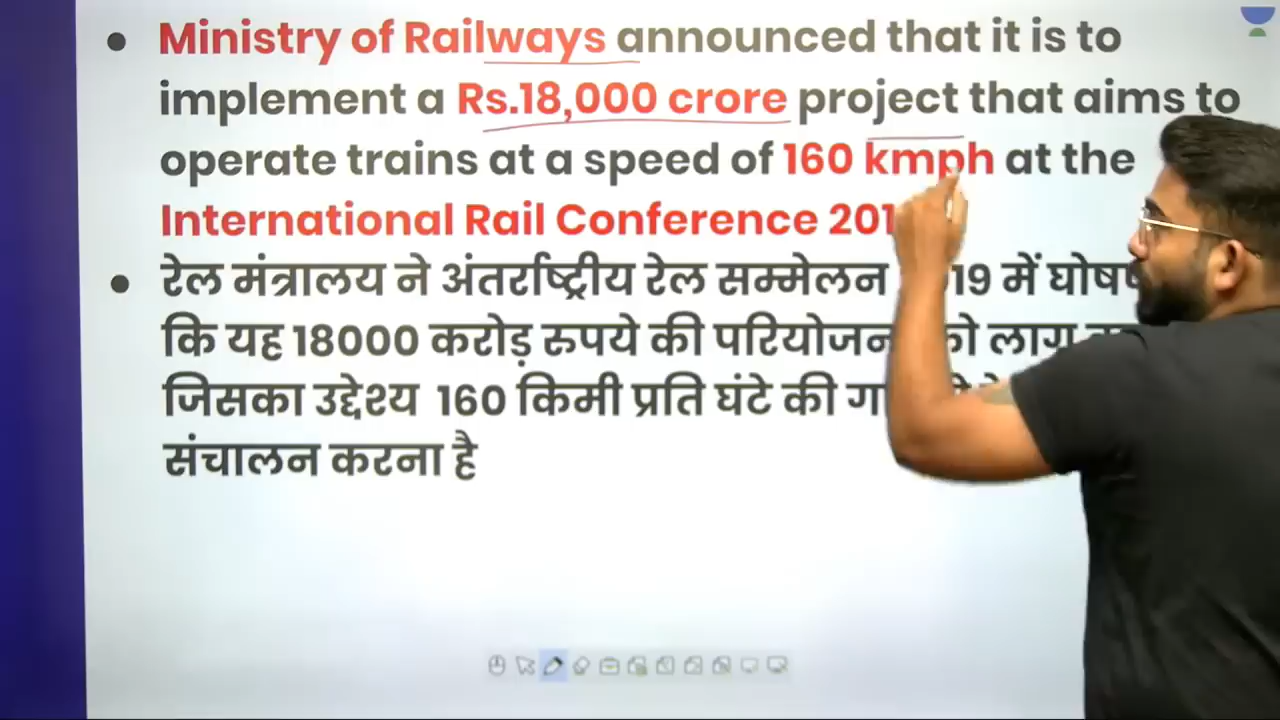 Ministry of Railways announced that it is to
implement a Rs.18,000 crore project that aims to
operate trains at a speed of 160 kmph at the
International Rail Conference
रेल मंत्रालय ने अंतर्राष्ट्रीय रेल सम्मेलन में
कि यह 18000 करोड़ रुपये की
जिसका उद्देश्य 160 किमी प्रति घंटे की
संचालन करना है